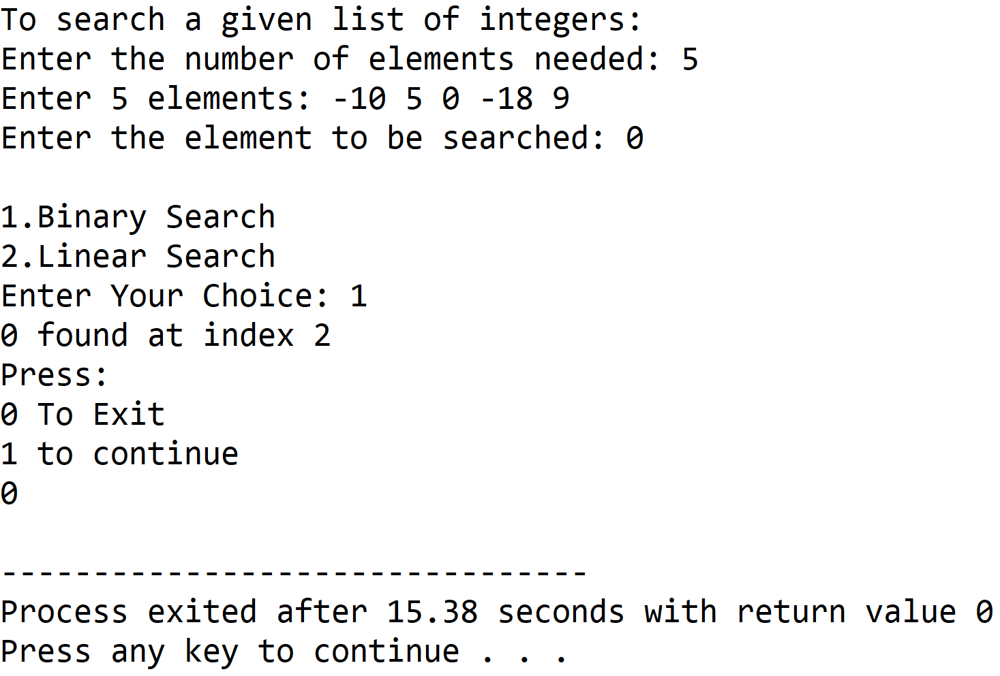 To search a given list of integers:
Enter the number of elements needed: 5
Enter 5 elements: -10 5 0 -18 9
Enter the element to be searched: 0
1.Binary Search
2.Linear Search
Enter Your Choice: 1
0 found at index 2
Press:
0 To Exit
1 to continue
0
--------------------------------
Process exited after 15.38 seconds with return value 0
Press any key to continue . . .